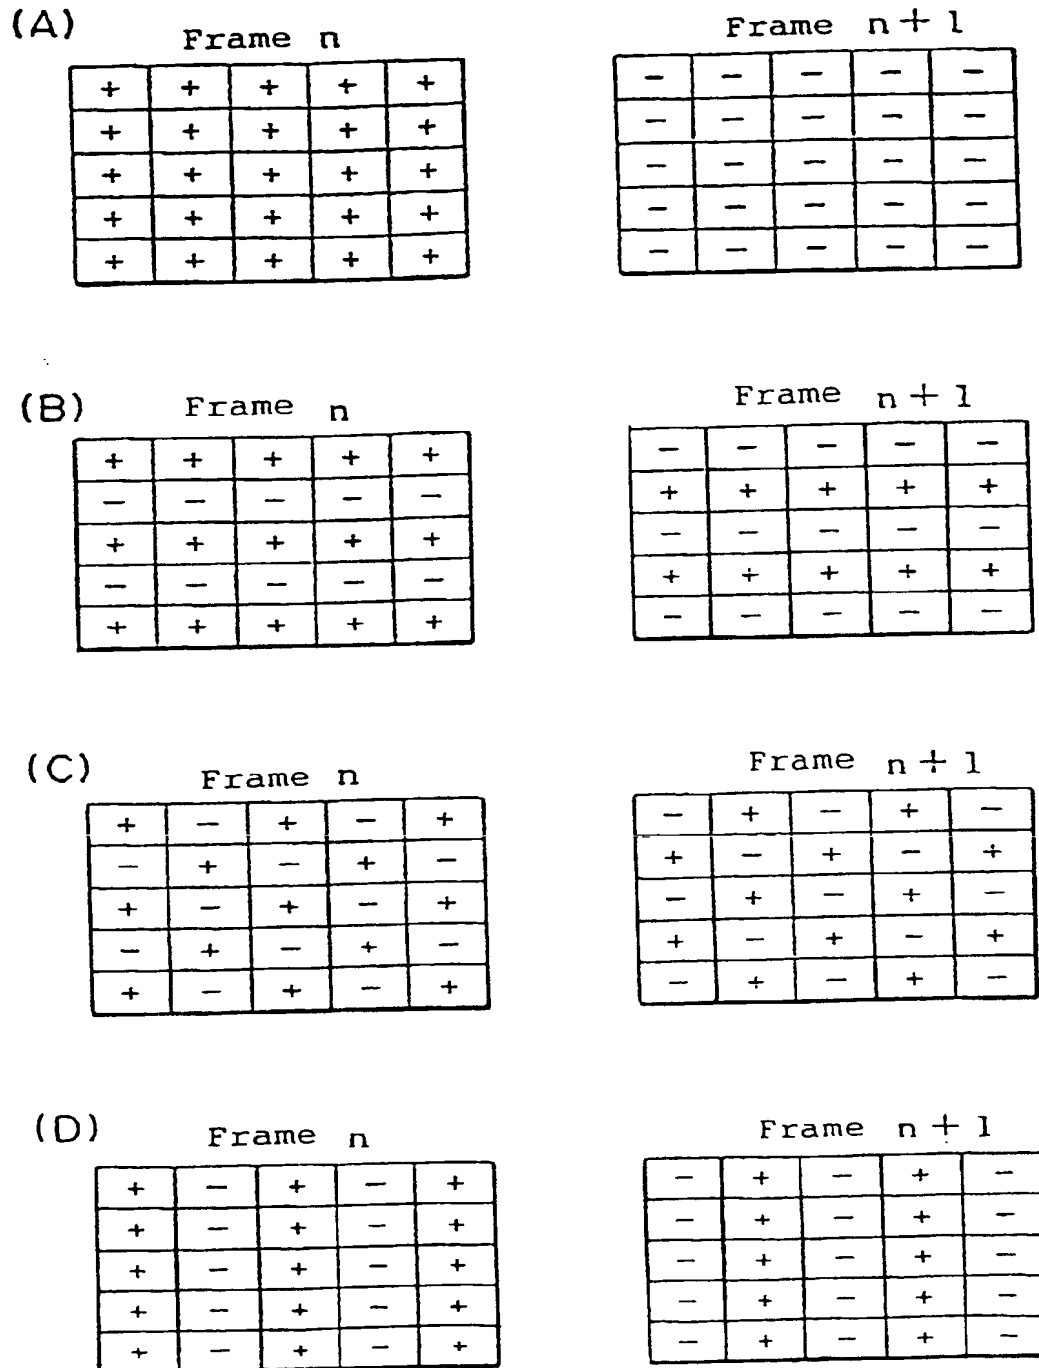 (A) Frame n Frame n+1
+ + + + + - - - - -
+ + + + + - - - - -
+ + + + + - - - - -
+ + + + + - - - - -
+ + + + + - - - - -
(B) Frame n Frame n+1
+ + + + + - - - - -
- - - - - + + + + +
+ + + + + - - - - -
- - - - - + + + + +
+ + + + + - - - - -
(C) Frame n Frame n+1
+ - + - + - + - + -
- + - + - + - + - +
+ - + - + - + - + -
- + - + - + - + - +
+ - + - + - + - + -
(D) Frame n Frame n+1
+ - + - + - + - + -
+ - + - + - + - + -
+ - + - + - + - + -
+ - + - + - + - + -
+ - + - + - + - + -